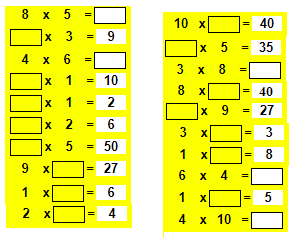 8 x 5 =
x 3 = 9
4 x 6 =
x 1 = 10
x 1 = 2
x 2 = 6
x 5 = 50
9 x = 27
1 x = 6
2 x = 4
10 x = 40
x 5 = 35
3 x 8 =
8 x = 40
x 9 = 27
3 x = 3
1 x = 8
6 x 4 =
1 x = 5
4 x 10 =